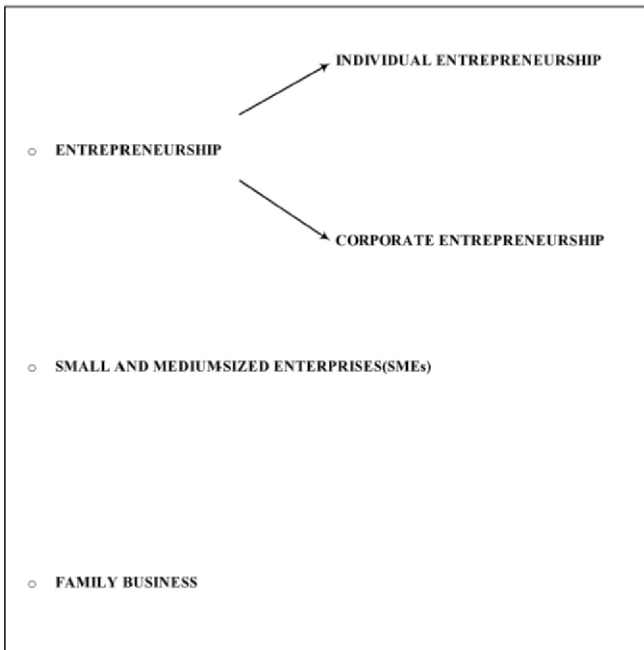 INDIVIDUAL ENTREPRENEURSHIP
ENTREPRENEURSHIP
CORPORATE ENTREPRENEURSHIP
SMALL AND MEDIUM-SIZED ENTERPRISES(SMEs)
FAMILY BUSINESS